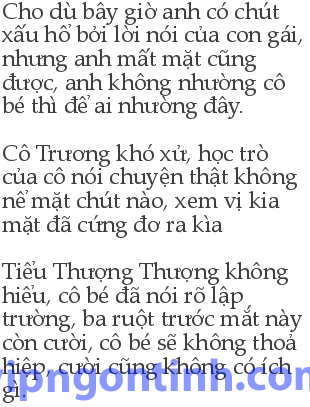 Cho dù bây giờ anh có chút
xấu hổ bởi lời nói của con gái,
nhưng anh mất mặt cũng
được, anh không nhường cô
bé thì để ai nhường đây.
Cô Trương khó xử, học trò
của cô nói chuyện thật không
nể mặt chút nào, xem vị kia
mặt đã cứng đơ ra kìa
Tiểu Thượng Thượng không
hiểu, cô bé đã nói rõ lập
trường, ba ruột trước mắt này
còn cười, cô bé sẽ không thoả
hiệp, cười cũng không có ích
gì.
vipngontinh.com